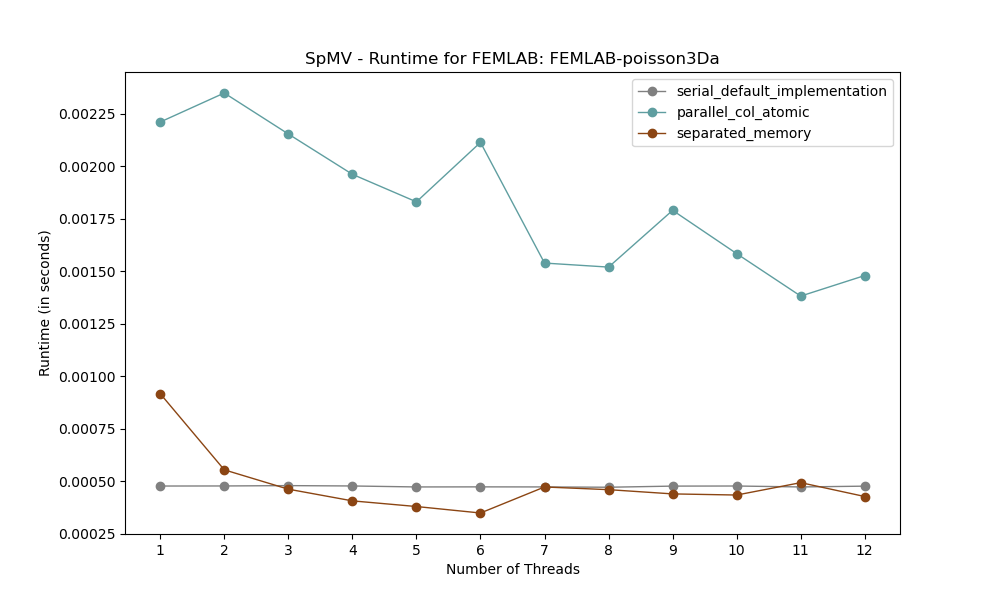 SpMV - Runtime for FEMLAB: FEMLAB-poisson3Da
serial_default_implementation
parallel_col_atomic
separated_memory
Runtime (in seconds)
0.00225
0.00200
0.00175
0.00150
0.00125
0.00100
0.00075
0.00050
0.00025
1 2 3 4 5 6 7 8 9 10 11 12
Number of Threads